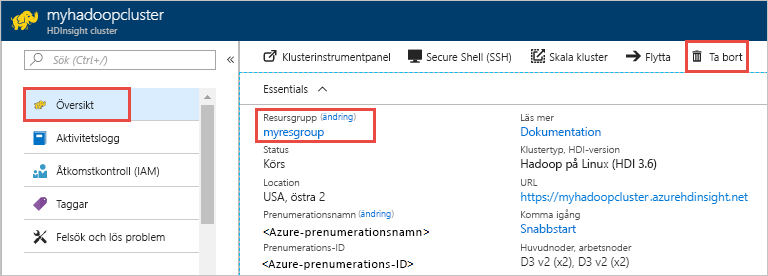 myhadoopcluster
HDInsight cluster
Sök (Ctrl+/)
«
Översikt
Aktivitetslogg
Åtkomstkontroll (IAM)
Taggar
Felsök och lös problem
Klusterinstrumentpanel
Secure Shell (SSH)
Skala kluster
Flytta
Ta bort
Essentials
Resursgrupp (ändring)
myresgroup
Status
Körs
Location
USA, östra 2
Prenumerationsnamn (ändring)
<Azure-prenumerationsnamn>
Prenumerations-ID
<Azure-prenumerations-ID>
Läs mer
Dokumentation
Klustertyp, HDI-version
Hadoop på Linux (HDI 3.6)
URL
https://myhadoopcluster.azurehdinsight.net
Komma igång
Snabbstart
Huvudnoder, arbetsnoder
D3 v2 (x2), D3 v2 (x2)